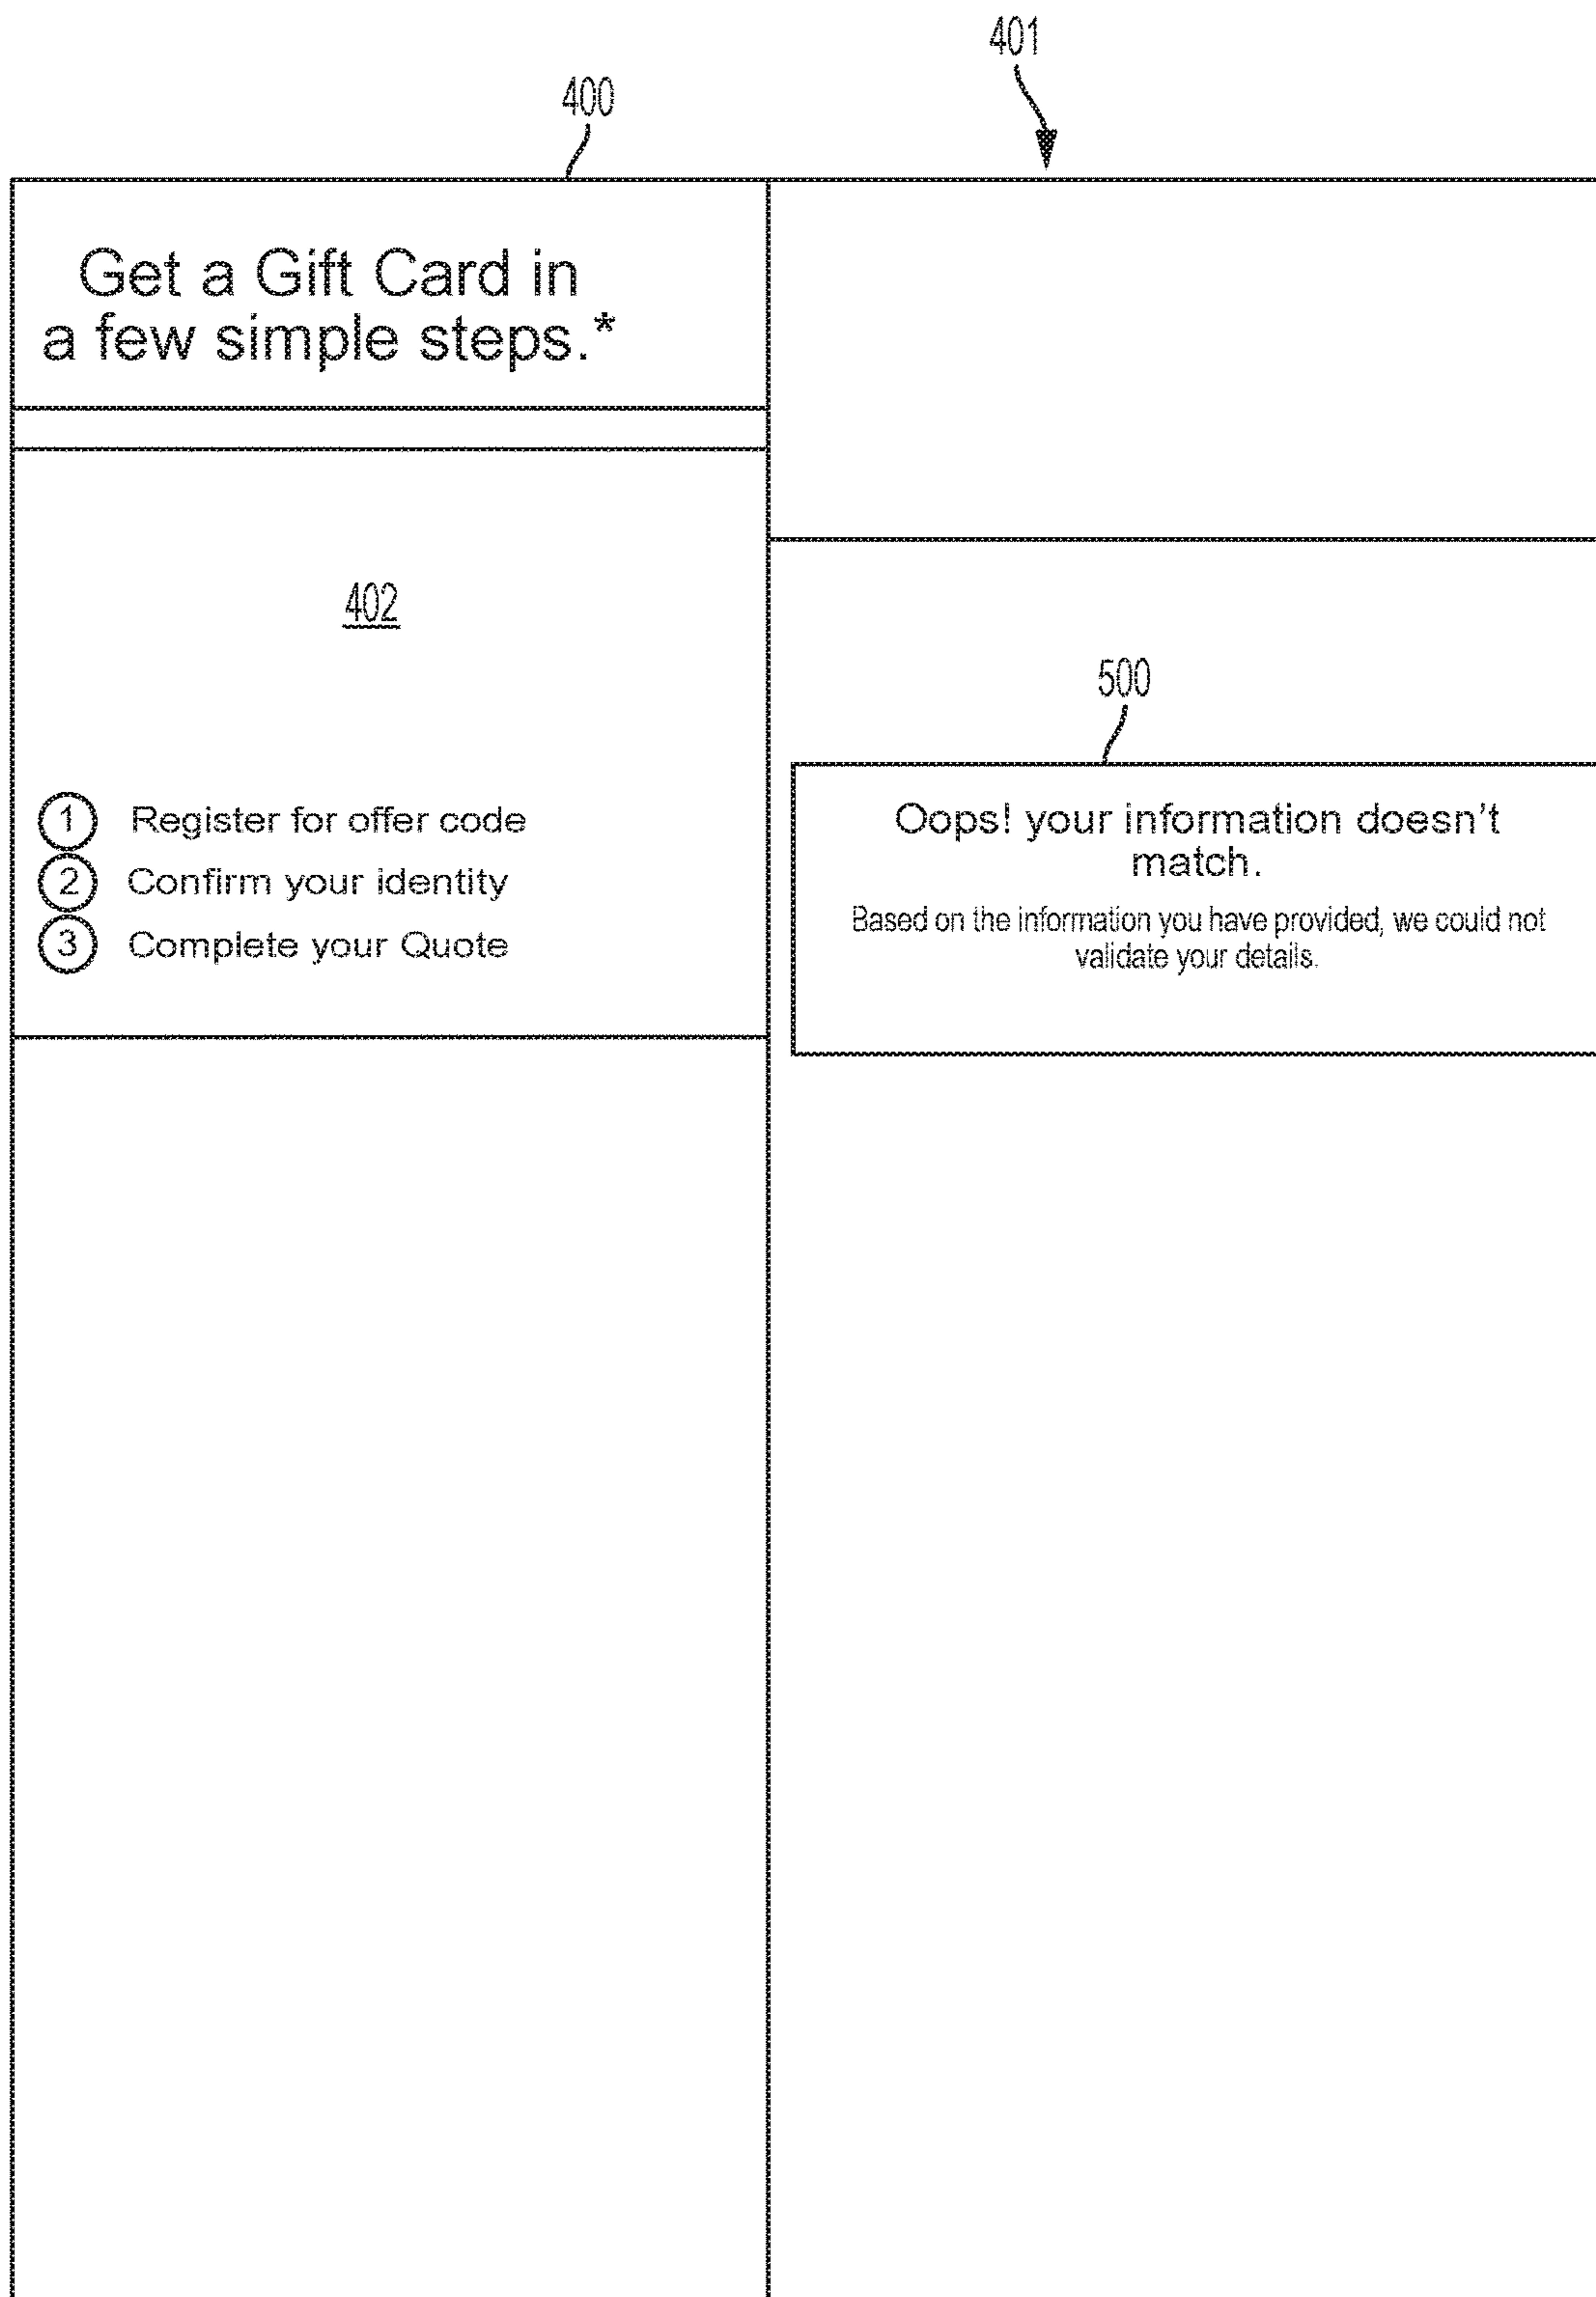 401
400
Get a Gift Card in
a few simple steps.*
402
1 Register for offer code
2 Confirm your identity
3 Complete your Quote
500
Oops! your information doesn't
match.
Based on the information you have provided, we could not
validate your details.